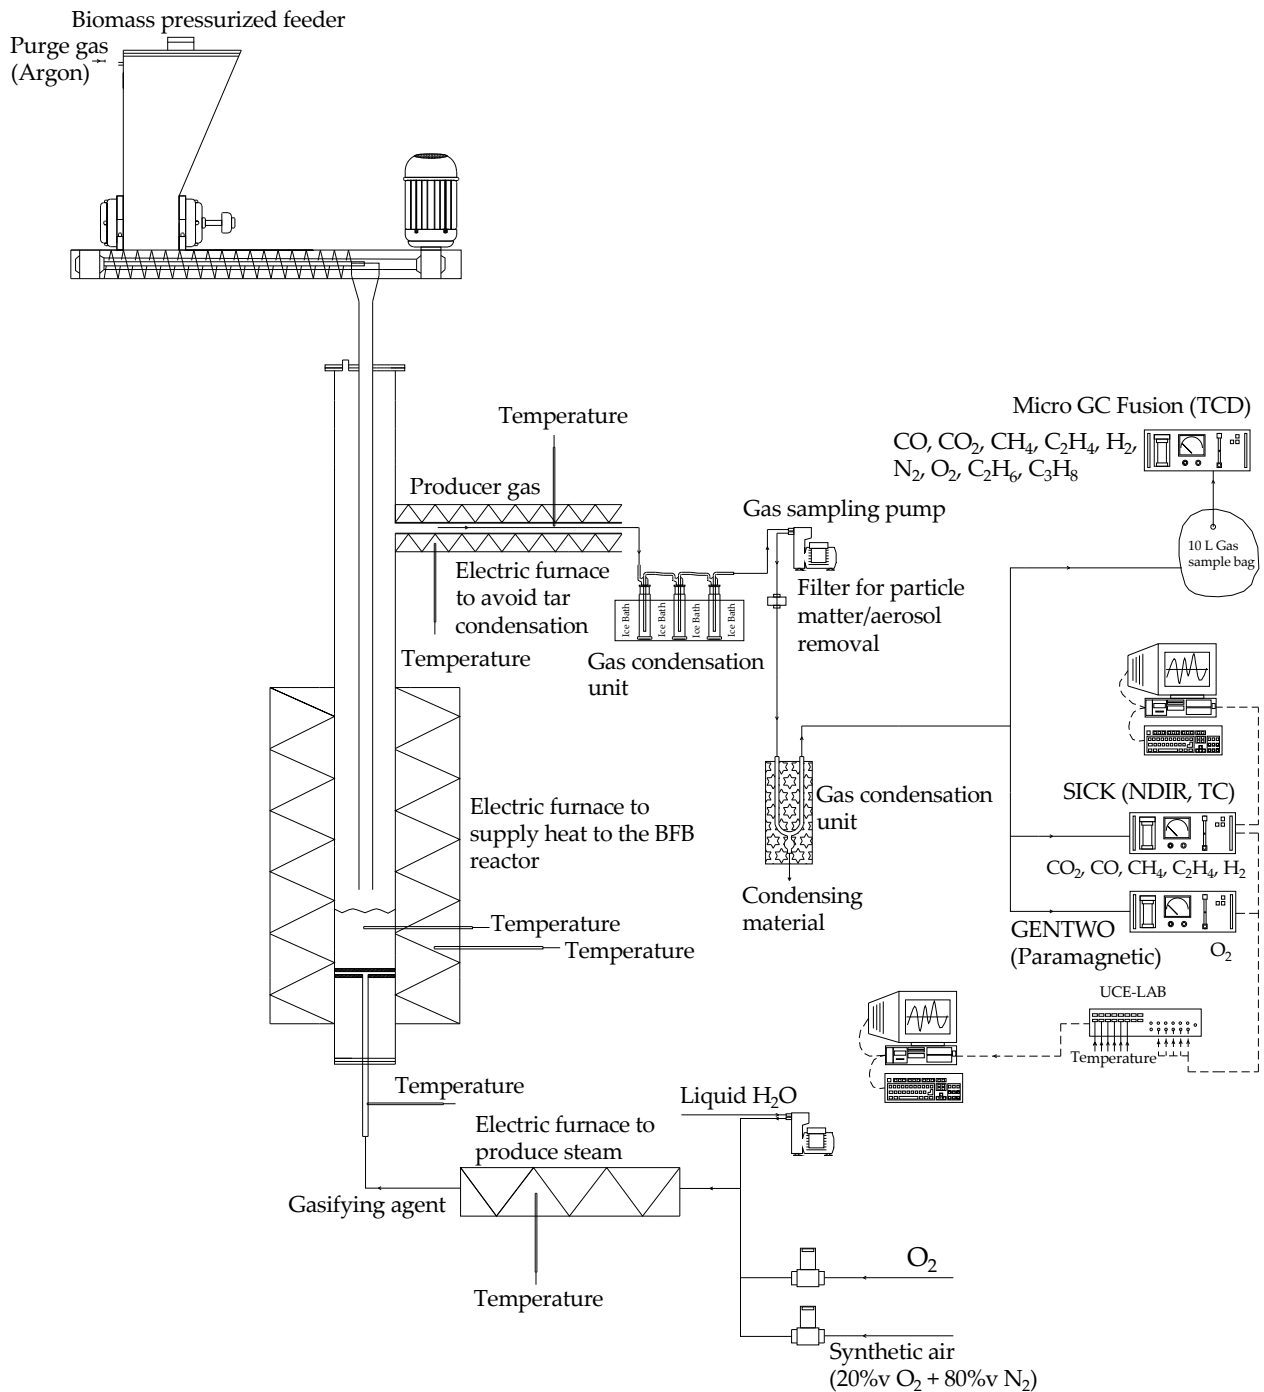 Biomass pressurized feeder
Purge gas
(Argon)
Micro GC Fusion (TCD)
CO, CO₂, CH₄, C₂H₄, H₂,
N₂, O₂, C₂H₆, C₃H₈
Temperature
Producer gas
Gas sampling pump
10 L Gas
sample bag
Electric furnace
to avoid tar
condensation
Ice Bath
Ice Bath
Ice Bath
Ice Bath
Filter for particle
matter/aerosol
removal
Temperature
Gas condensation
unit
Electric furnace to
supply heat to the BFB
reactor
Gas condensation
unit
SICK (NDIR, TC)
CO₂, CO, CH₄, C₂H₄, H₂
Condensing
material
Temperature
Temperature
GENTWO
(Paramagnetic)
O₂
UCE-LAB
Temperature
Temperature
Liquid H₂O
Electric furnace to
produce steam
Gasifying agent
O₂
Temperature
Synthetic air
(20%v O₂ + 80%v N₂)